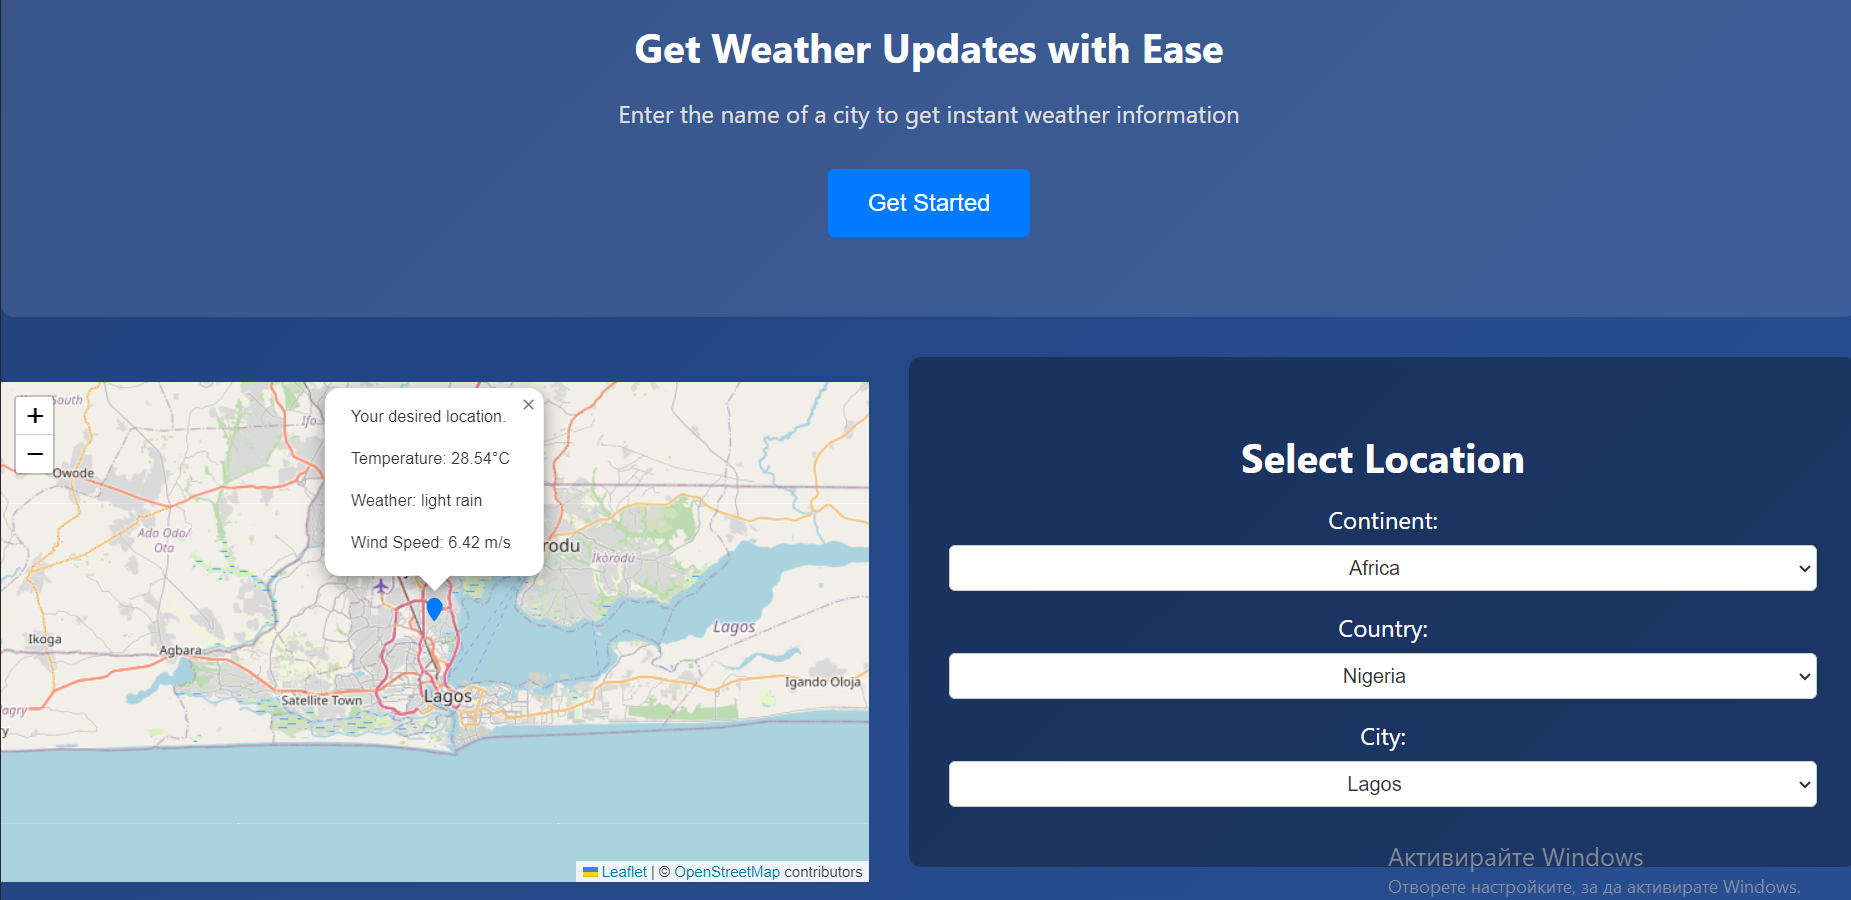 Get Weather Updates with Ease
Enter the name of a city to get instant weather information
Get Started
+
−
South
Ifo
Owode
Ado Odo/
Ota
Your desired location.
×
Temperature: 28.54°C
Weather: light rain
Wind Speed: 6.42 m/s
rodu
Ikorodu
Lagos
Ikoga
Agbara
Satellite Town
Lagos
Igando Oloja
agry
y
Leaflet | © OpenStreetMap contributors
Select Location
Continent:
Africa
Country:
Nigeria
City:
Lagos
Активирайте Windows
Отворете настройките, за да активирате Windows.